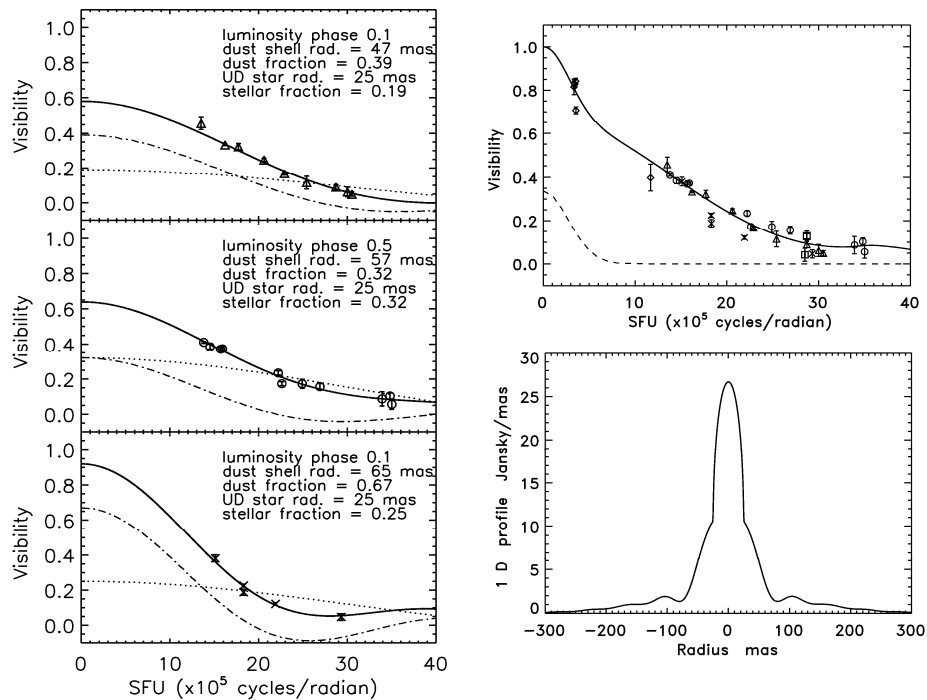 1.0
0.8
0.6
0.4
0.2
0.0
Visibility
luminosity phase 0.1
dust shell rad. = 47 mas
dust fraction = 0.39
UD star rad. = 25 mas
stellar fraction = 0.19
1.0
0.8
0.6
0.4
0.2
0.0
Visibility
luminosity phase 0.5
dust shell rad. = 57 mas
dust fraction = 0.32
UD star rad. = 25 mas
stellar fraction = 0.32
1.0
0.8
0.6
0.4
0.2
0.0
Visibility
luminosity phase 0.1
dust shell rad. = 65 mas
dust fraction = 0.67
UD star rad. = 25 mas
stellar fraction = 0.25
0 10 20 30 40
SFU (x10⁵ cycles/radian)
1.0
0.8
0.6
0.4
0.2
0.0
Visibility
0 10 20 30 40
SFU (x10⁵ cycles/radian)
30
25
20
15
10
5
0
1 D profile Jansky/mas
−300 −200 −100 0 100 200 300
Radius mas